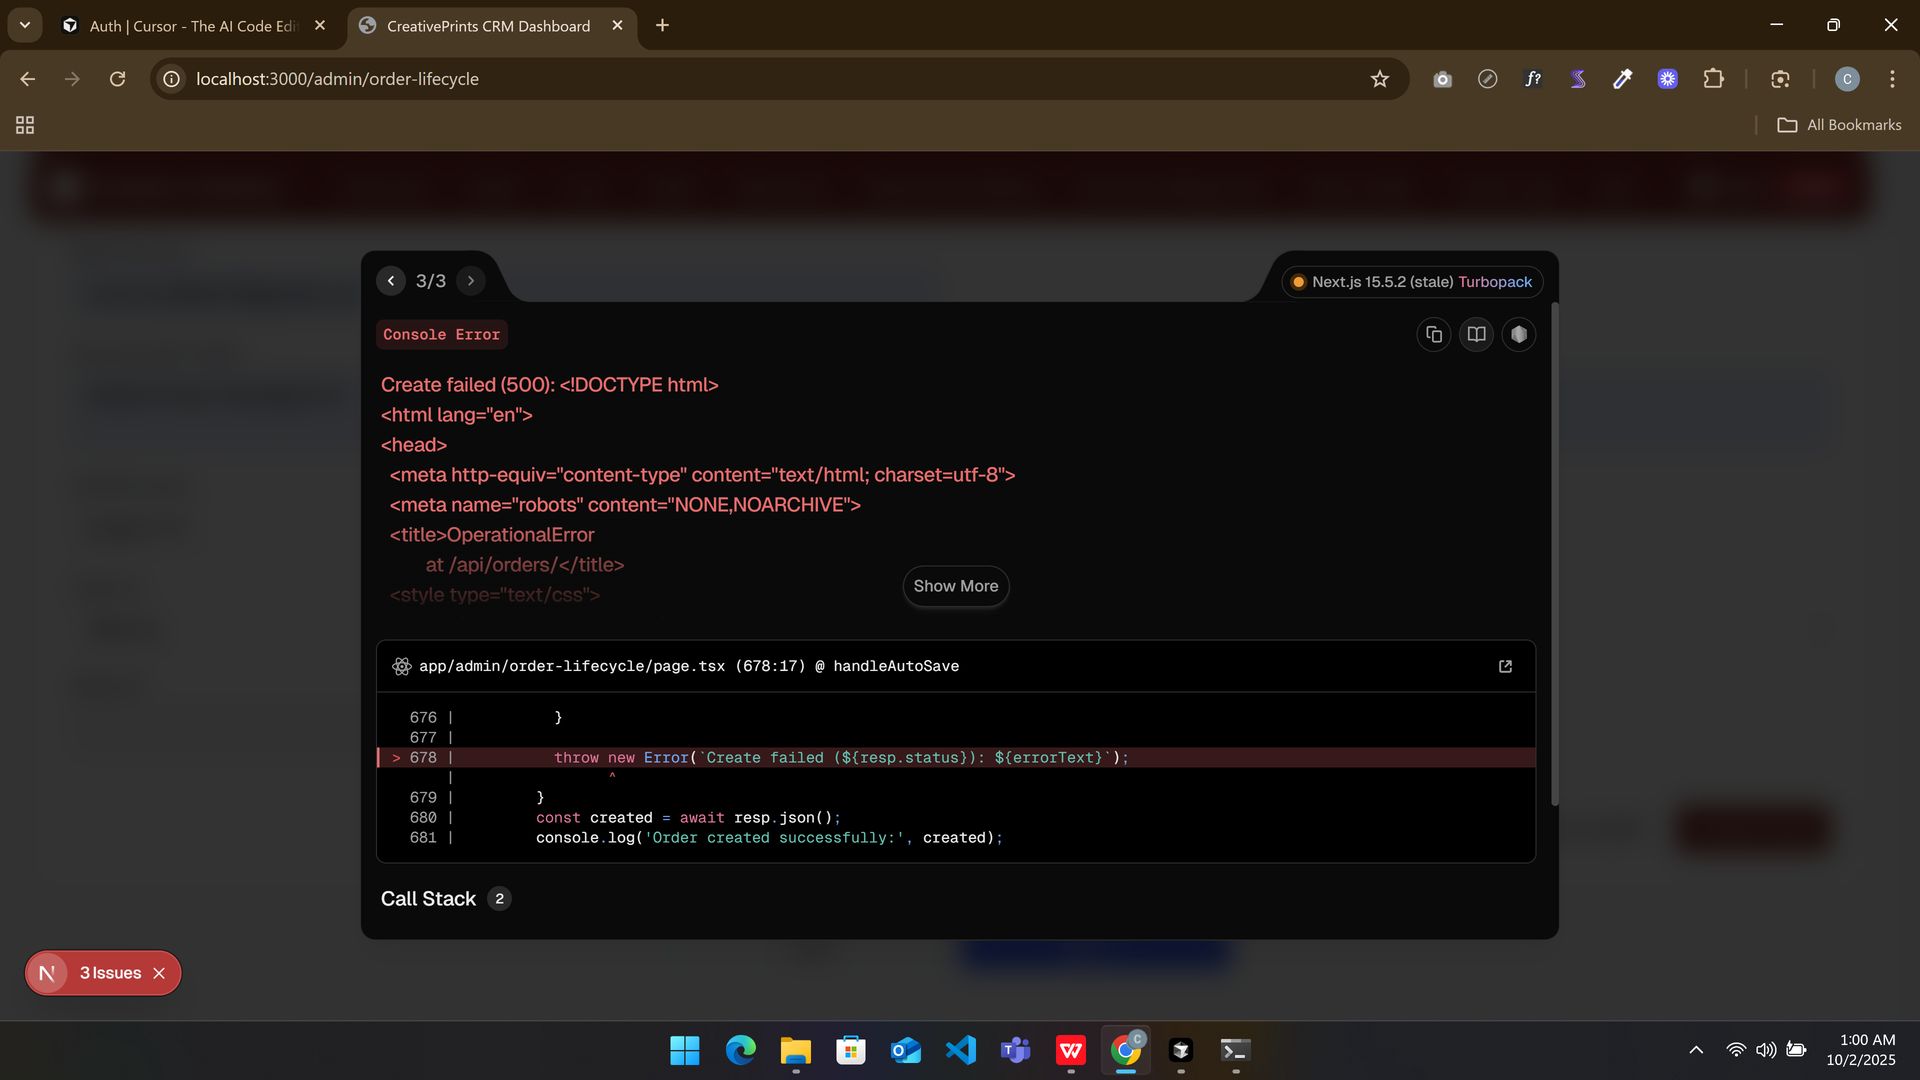 Auth | Cursor - The AI Code Edi
CreativePrints CRM Dashboard
localhost:3000/admin/order-lifecycle
f?
C
All Bookmarks
3/3
Next.js 15.5.2 (stale) Turbopack
Console Error
Create failed (500): <!DOCTYPE html>
<html lang="en">
<head>
<meta http-equiv="content-type" content="text/html; charset=utf-8">
<meta name="robots" content="NONE,NOARCHIVE">
<title>OperationalError
at /api/orders/</title>
<style type="text/css">
Show More
app/admin/order-lifecycle/page.tsx (678:17) @ handleAutoSave
676 | }
677 |
> 678 | throw new Error(`Create failed (${resp.status}): ${errorText}`);
| ^
679 | }
680 | const created = await resp.json();
681 | console.log('Order created successfully:', created);
Call Stack 2
N 3 Issues
1:00 AM
10/2/2025